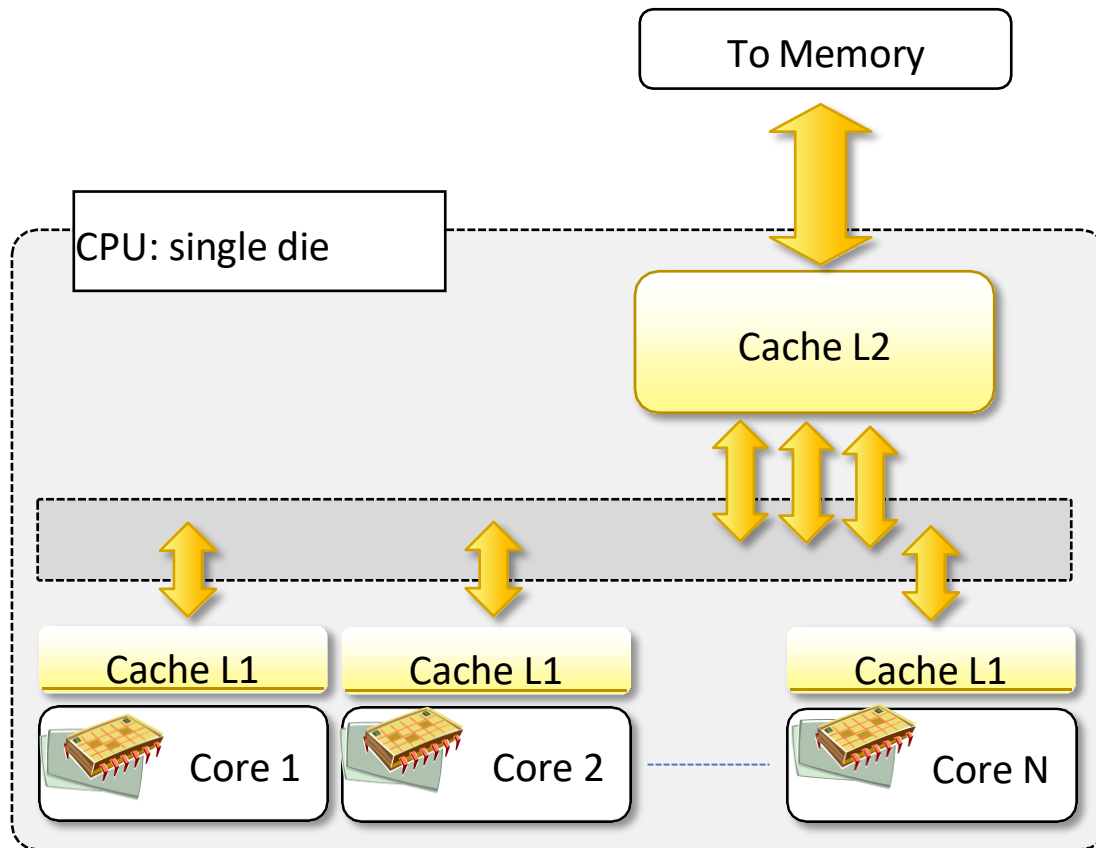 To Memory
CPU: single die
Cache L2
Cache L1
Cache L1
Cache L1
Core 1
Core 2
Core N